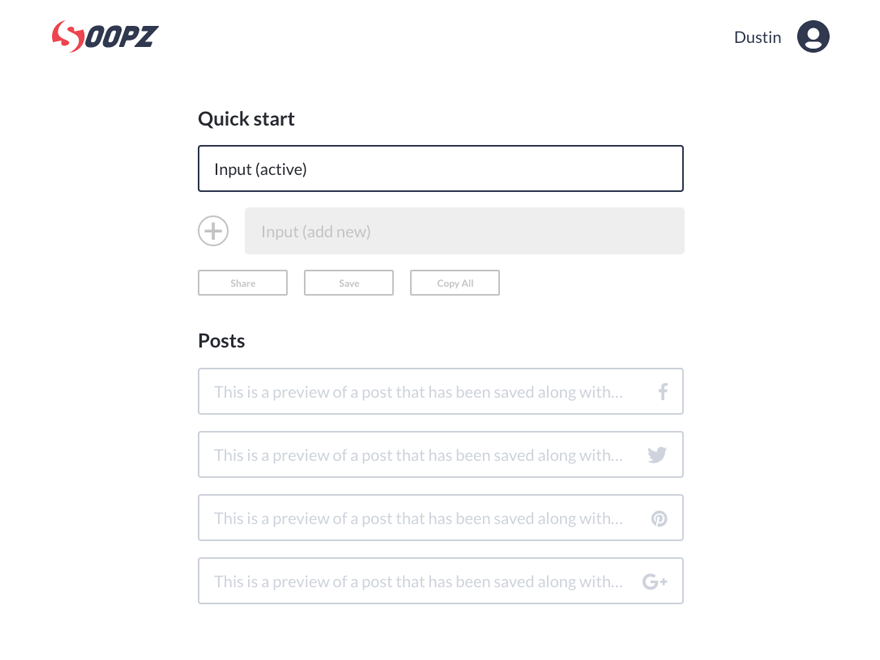 SOOPZ
Dustin
Quick start
Input (active)
Input (add new)
Share
Save
Copy All
Posts
This is a preview of a post that has been saved along with...
This is a preview of a post that has been saved along with...
This is a preview of a post that has been saved along with...
This is a preview of a post that has been saved along with...